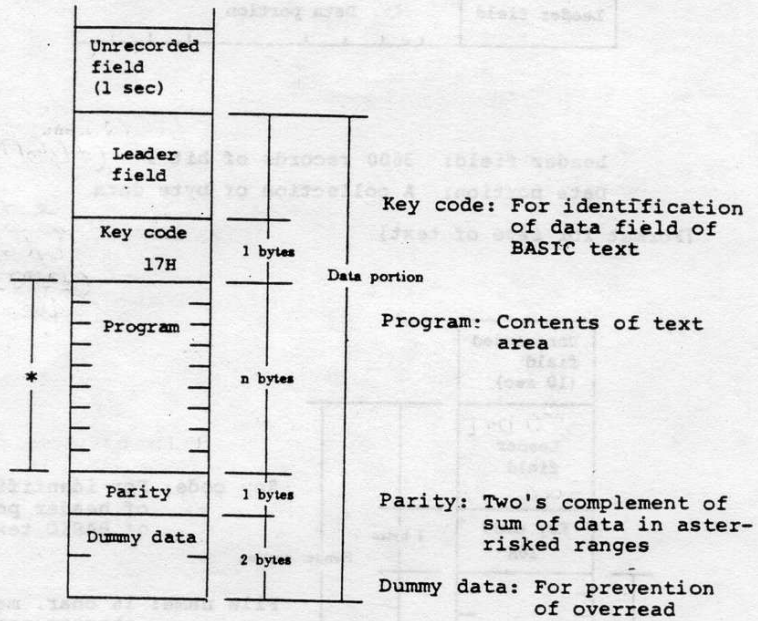 Unrecorded
field
(1 sec)
Leader
field
Key code
17H
1 bytes
Data portion
Key code: For identification
of data field of
BASIC text
Program
*
n bytes
Program: Contents of text
area
Parity
1 bytes
Parity: Two's complement of
sum of data in aster-
risked ranges
Dummy data
2 bytes
Dummy data: For prevention
of overread